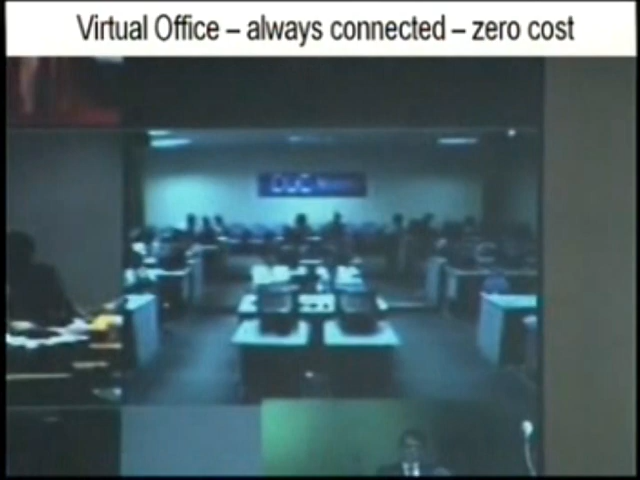 Virtual Office – always connected – zero cost